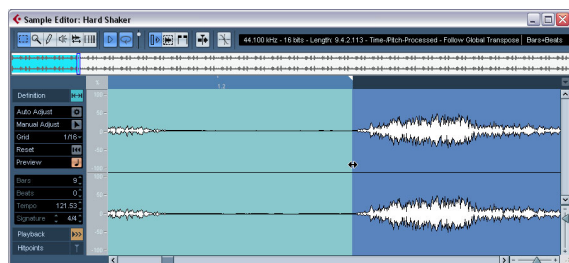 Sample Editor: Hard Shaker
44.100 kHz - 16 bits - Length: 9.4.2.113 - Time-/Pitch-Processed - Follow Global Transpose
Bars+Beats
1.2
Definition
Auto Adjust
Manual Adjust
Grid 1/16
Reset
Preview
Bars 9
Beats 0
Tempo 121.53
Signature 4/4
Playback
Hitpoints